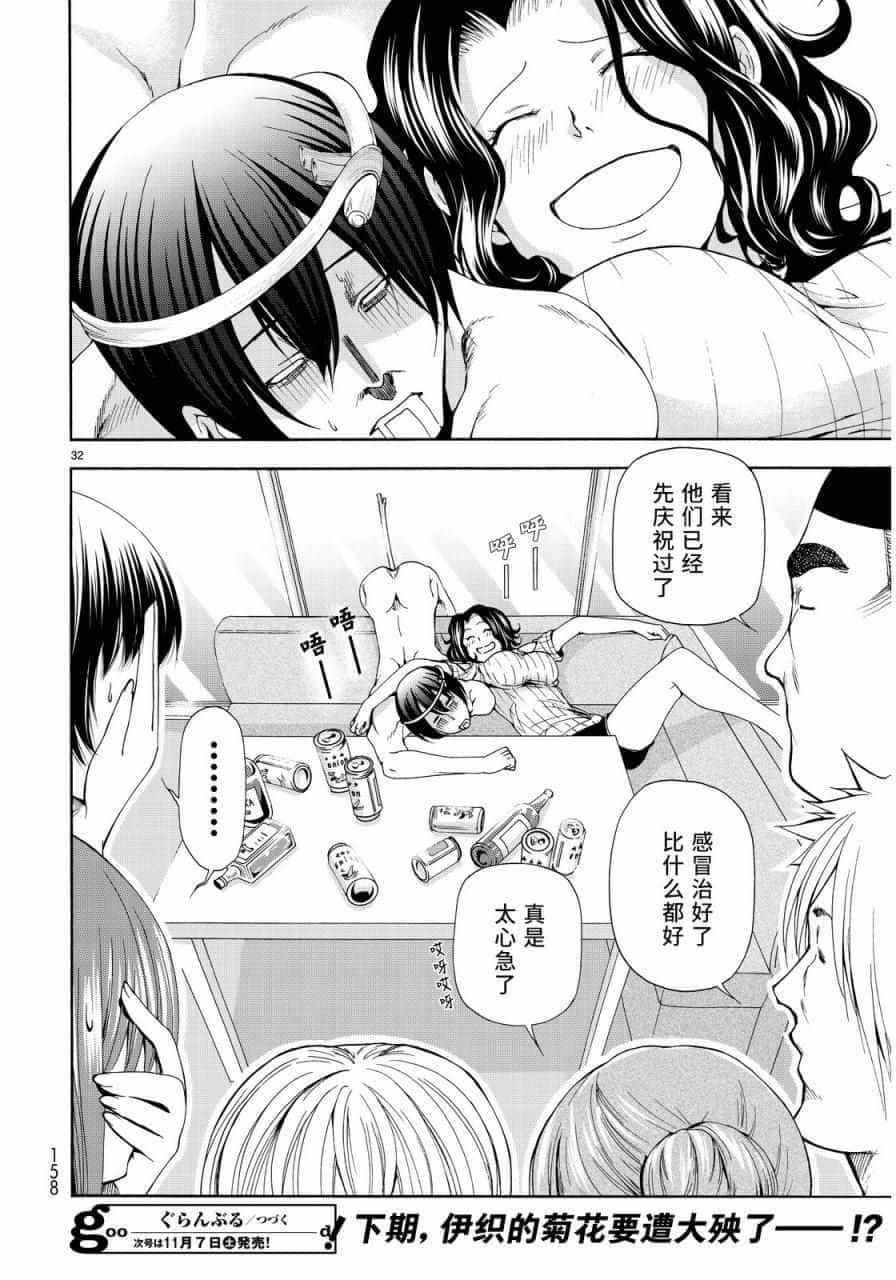 32
看来
他们已经
先庆祝过了
呼
呼
唔
唔
………
感冒治好了
比什么都好
真是
太心急了
哎呀哎呀
158
goo
ぐらんぶる/つづく
d!
次号は11月7日土発売!
下期,伊织的菊花要遭大殃了——!?